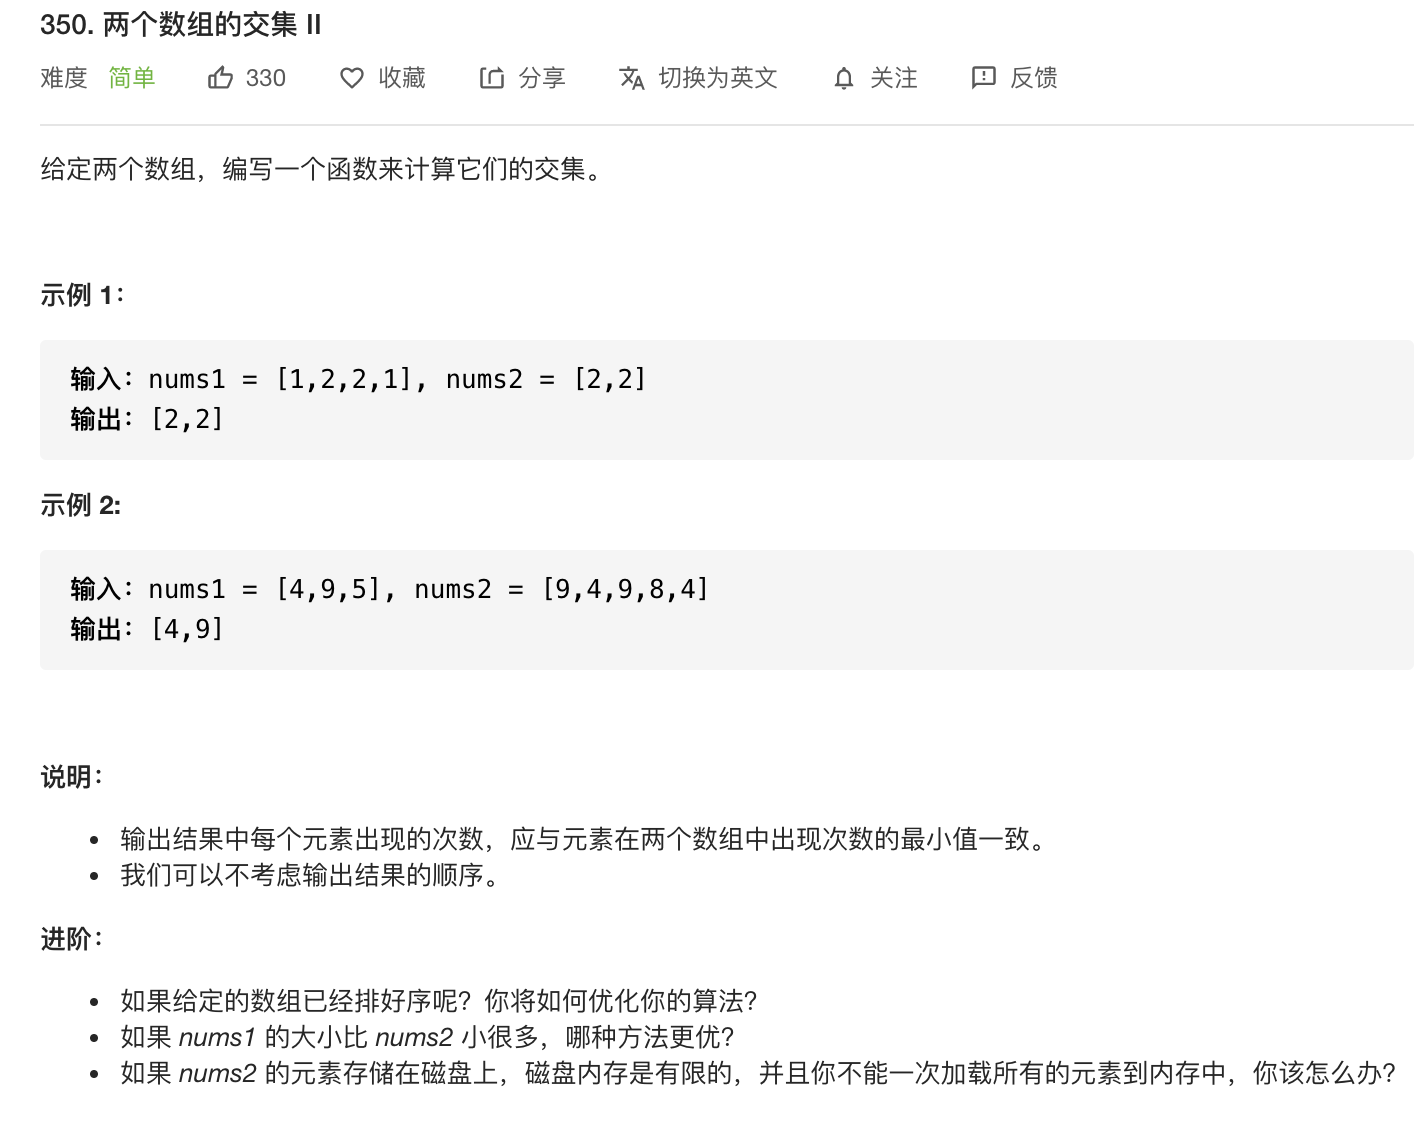 350. 两个数组的交集 II
难度 简单 330 收藏 分享 切换为英文 关注 反馈
给定两个数组，编写一个函数来计算它们的交集。
示例 1：
输入：nums1 = [1,2,2,1], nums2 = [2,2]
输出：[2,2]
示例 2:
输入：nums1 = [4,9,5], nums2 = [9,4,9,8,4]
输出：[4,9]
说明：
• 输出结果中每个元素出现的次数，应与元素在两个数组中出现次数的最小值一致。
• 我们可以不考虑输出结果的顺序。
进阶：
• 如果给定的数组已经排好序呢？你将如何优化你的算法？
• 如果 nums1 的大小比 nums2 小很多，哪种方法更优？
• 如果 nums2 的元素存储在磁盘上，磁盘内存是有限的，并且你不能一次加载所有的元素到内存中，你该怎么办？